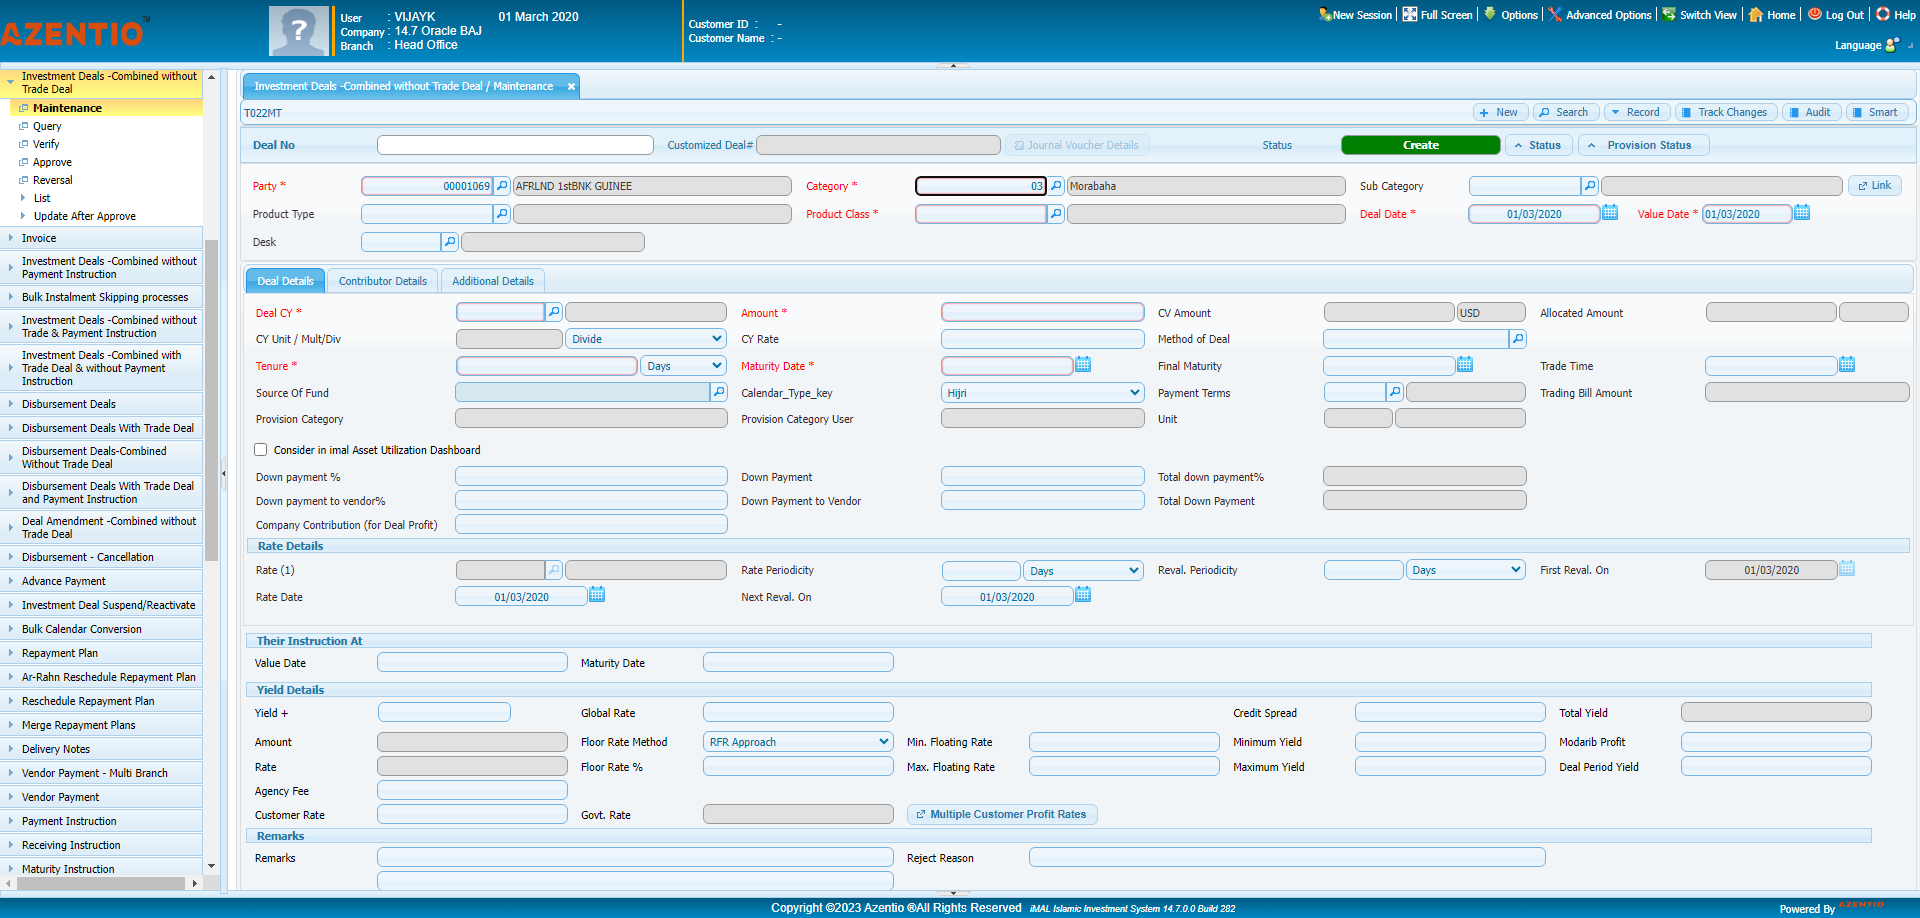 AZENTIO™
User : VIJAYK 01 March 2020
Company : 14.7 Oracle BAJ
Branch : Head Office
Customer ID : -
Customer Name : -
New Session Full Screen Options Advanced Options Switch View Home Log Out Help
Language
Investment Deals -Combined without Trade Deal
Maintenance
Query
Verify
Approve
Reversal
List
Update After Approve
Invoice
Investment Deals -Combined without
Payment Instruction
Bulk Instalment Skipping processes
Investment Deals -Combined without
Trade & Payment Instruction
Investment Deals -Combined with
Trade Deal & without Payment
Instruction
Disbursement Deals
Disbursement Deals With Trade Deal
Disbursement Deals-Combined
Without Trade Deal
Disbursement Deals With Trade Deal
and Payment Instruction
Deal Amendment -Combined without
Trade Deal
Disbursement - Cancellation
Advance Payment
Investment Deal Suspend/Reactivate
Bulk Calendar Conversion
Repayment Plan
Ar-Rahn Reschedule Repayment Plan
Reschedule Repayment Plan
Merge Repayment Plans
Delivery Notes
Vendor Payment - Multi Branch
Vendor Payment
Payment Instruction
Receiving Instruction
Maturity Instruction
Investment Deals -Combined without Trade Deal / Maintenance
T022MT New Search Record Track Changes Audit Smart
Deal No Customized Deal# Journal Voucher Details Status Create Status Provision Status
Party * 00001069 AFRLND 1stBNK GUINEE Category * 03 Morabaha Sub Category Link
Product Type Product Class * Deal Date * 01/03/2020 Value Date * 01/03/2020
Desk
Deal Details Contributor Details Additional Details
Deal CY * Amount * CV Amount USD Allocated Amount
CY Unit / Mult/Div Divide CY Rate Method of Deal
Tenure * Days Maturity Date * Final Maturity Trade Time
Source Of Fund Calendar_Type_key Hijri Payment Terms Trading Bill Amount
Provision Category Provision Category User Unit
Consider in imal Asset Utilization Dashboard
Down payment % Down Payment Total down payment%
Down payment to vendor% Down Payment to Vendor Total Down Payment
Company Contribution (for Deal Profit)
Rate Details
Rate (1) Rate Periodicity Days Reval. Periodicity Days First Reval. On 01/03/2020
Rate Date 01/03/2020 Next Reval. On 01/03/2020
Their Instruction At
Value Date Maturity Date
Yield Details
Yield + Global Rate Credit Spread Total Yield
Amount Floor Rate Method RFR Approach Min. Floating Rate Minimum Yield Modarib Profit
Rate Floor Rate % Max. Floating Rate Maximum Yield Deal Period Yield
Agency Fee
Customer Rate Govt. Rate Multiple Customer Profit Rates
Remarks
Remarks Reject Reason
Copyright ©2023 Azentio ®All Rights Reserved iMAL Islamic Investment System 14.7.0.0 Build 282
Powered By AZENTIO